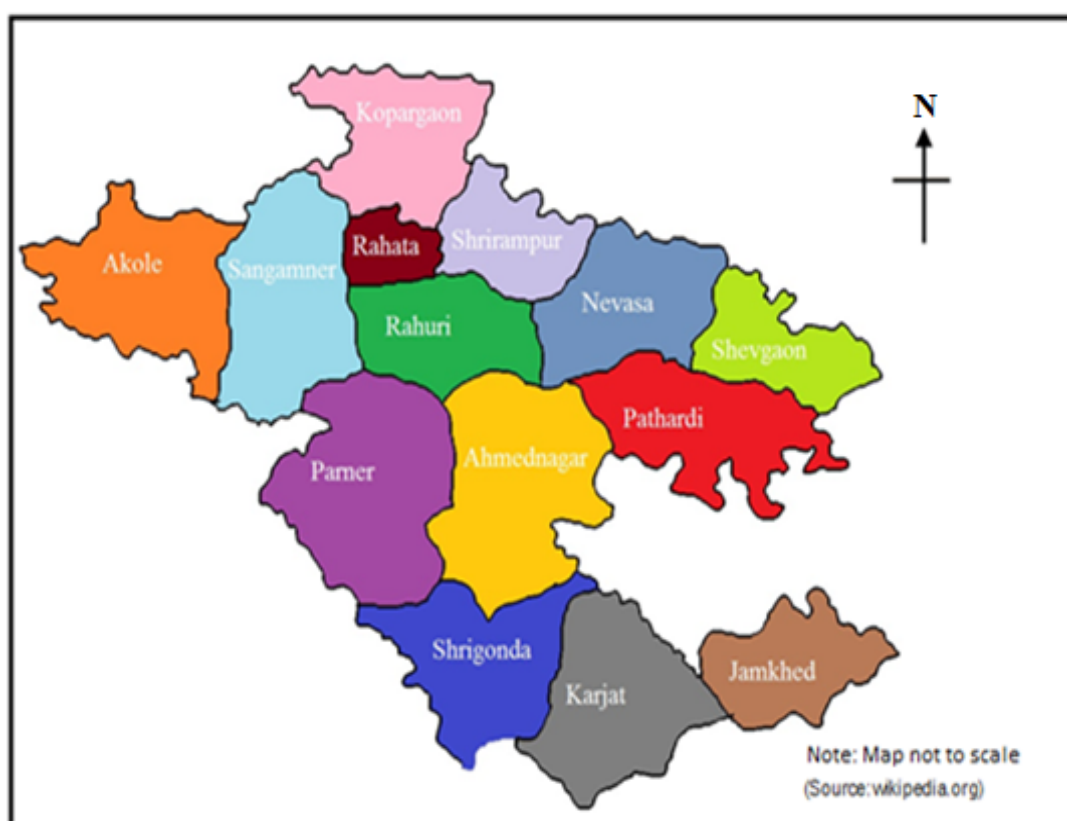 N
Kopargaon
Akole
Sangamner
Rahata
Shrirampur
Rahuri
Nevasa
Shevgaon
Parner
Ahmednagar
Pathardi
Shrigonda
Karjat
Jamkhed
Note: Map not to scale
(Source:wikipedia.org)